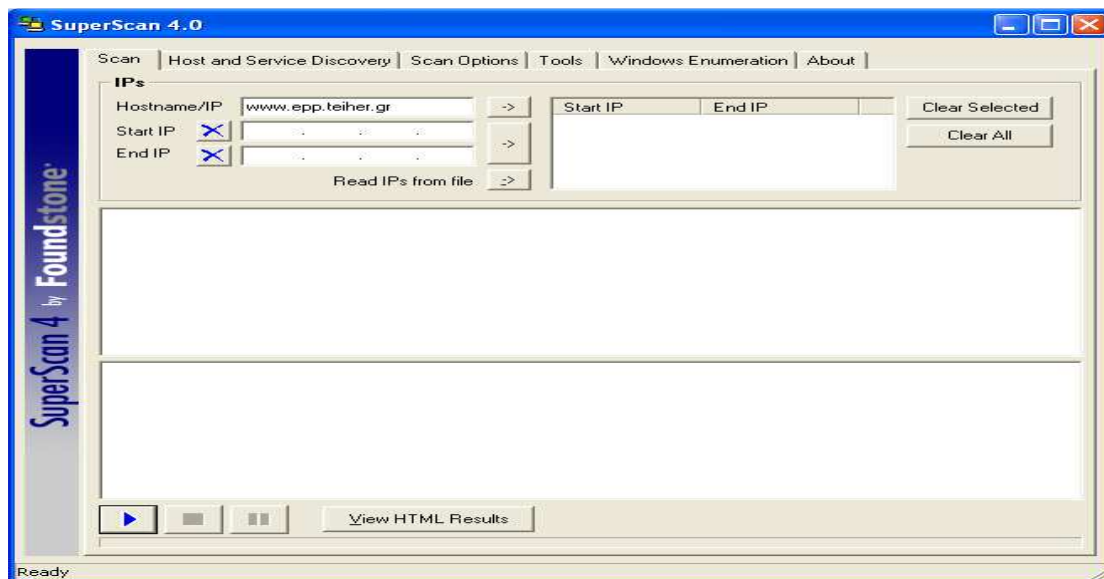 SuperScan 4.0
Scan Host and Service Discovery Scan Options Tools Windows Enumeration About
IPs
Hostname/IP www.epp.teiher.gr -> Start IP End IP Clear Selected
Start IP . . . -> Clear All
End IP . . .
Read IPs from file ->
SuperScan 4 by Foundstone
View HTML Results
Ready